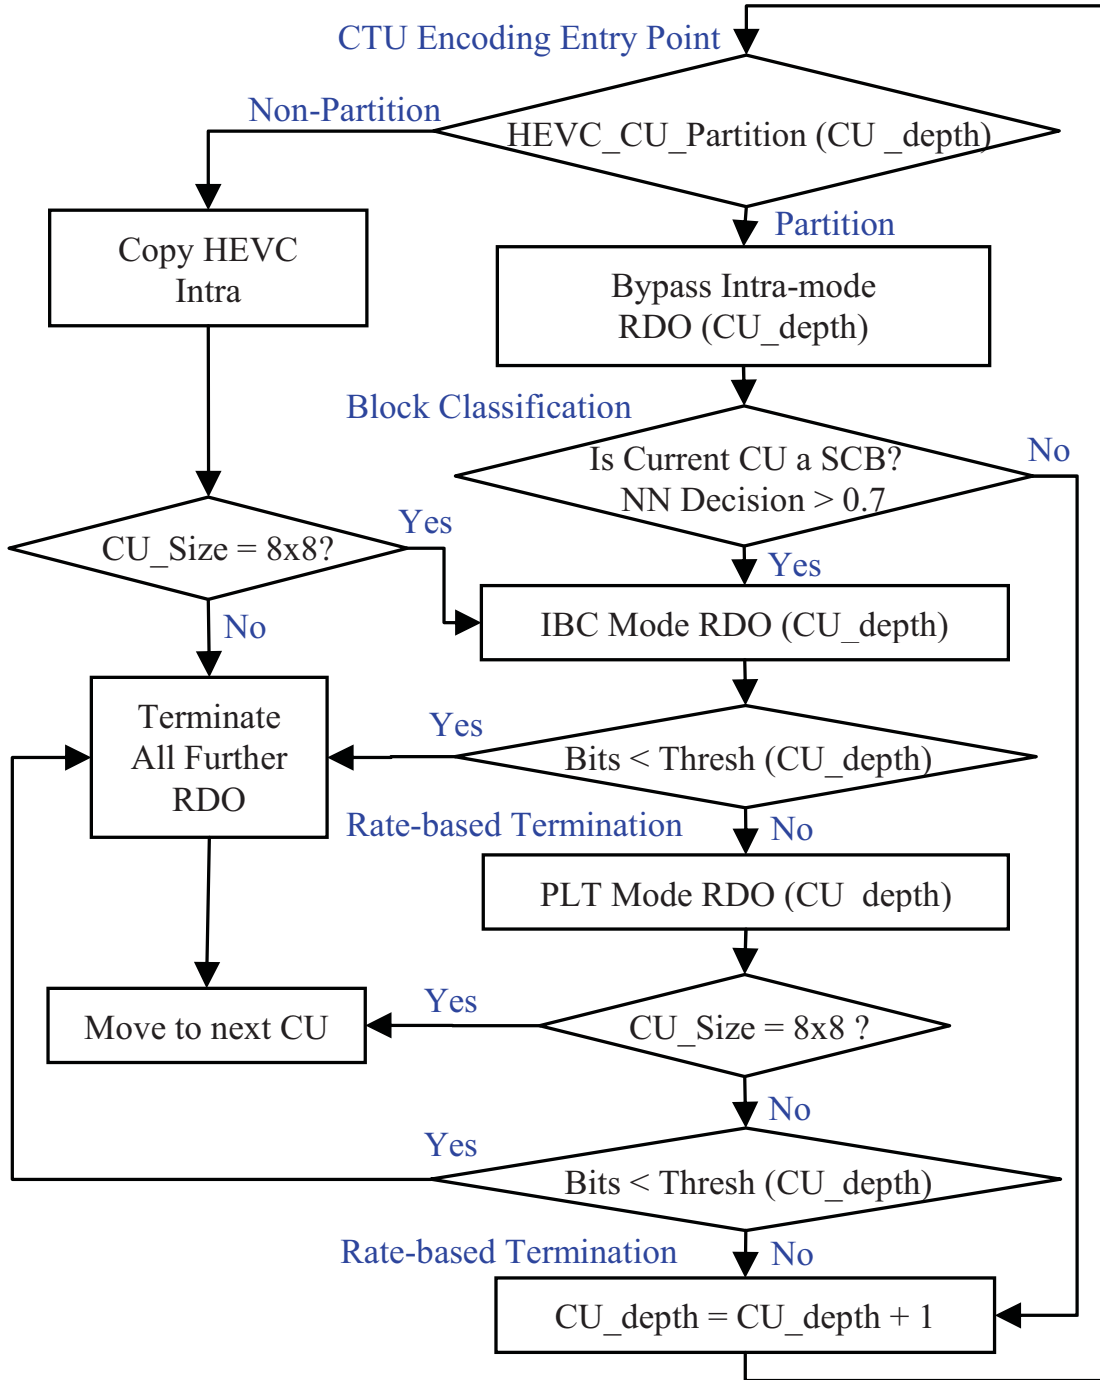 CTU Encoding Entry Point
Non-Partition
HEVC_CU_Partition (CU _depth)
Partition
Copy HEVC
Intra
Bypass Intra-mode
RDO (CU_depth)
Block Classification
Is Current CU a SCB?
NN Decision > 0.7
No
Yes
CU_Size = 8x8?
Yes
No
IBC Mode RDO (CU_depth)
Terminate
All Further
RDO
Yes
Bits < Thresh (CU_depth)
Rate-based Termination
No
PLT Mode RDO (CU depth)
Move to next CU
Yes
CU_Size = 8x8 ?
No
Yes
Bits < Thresh (CU_depth)
Rate-based Termination
No
CU_depth = CU_depth + 1